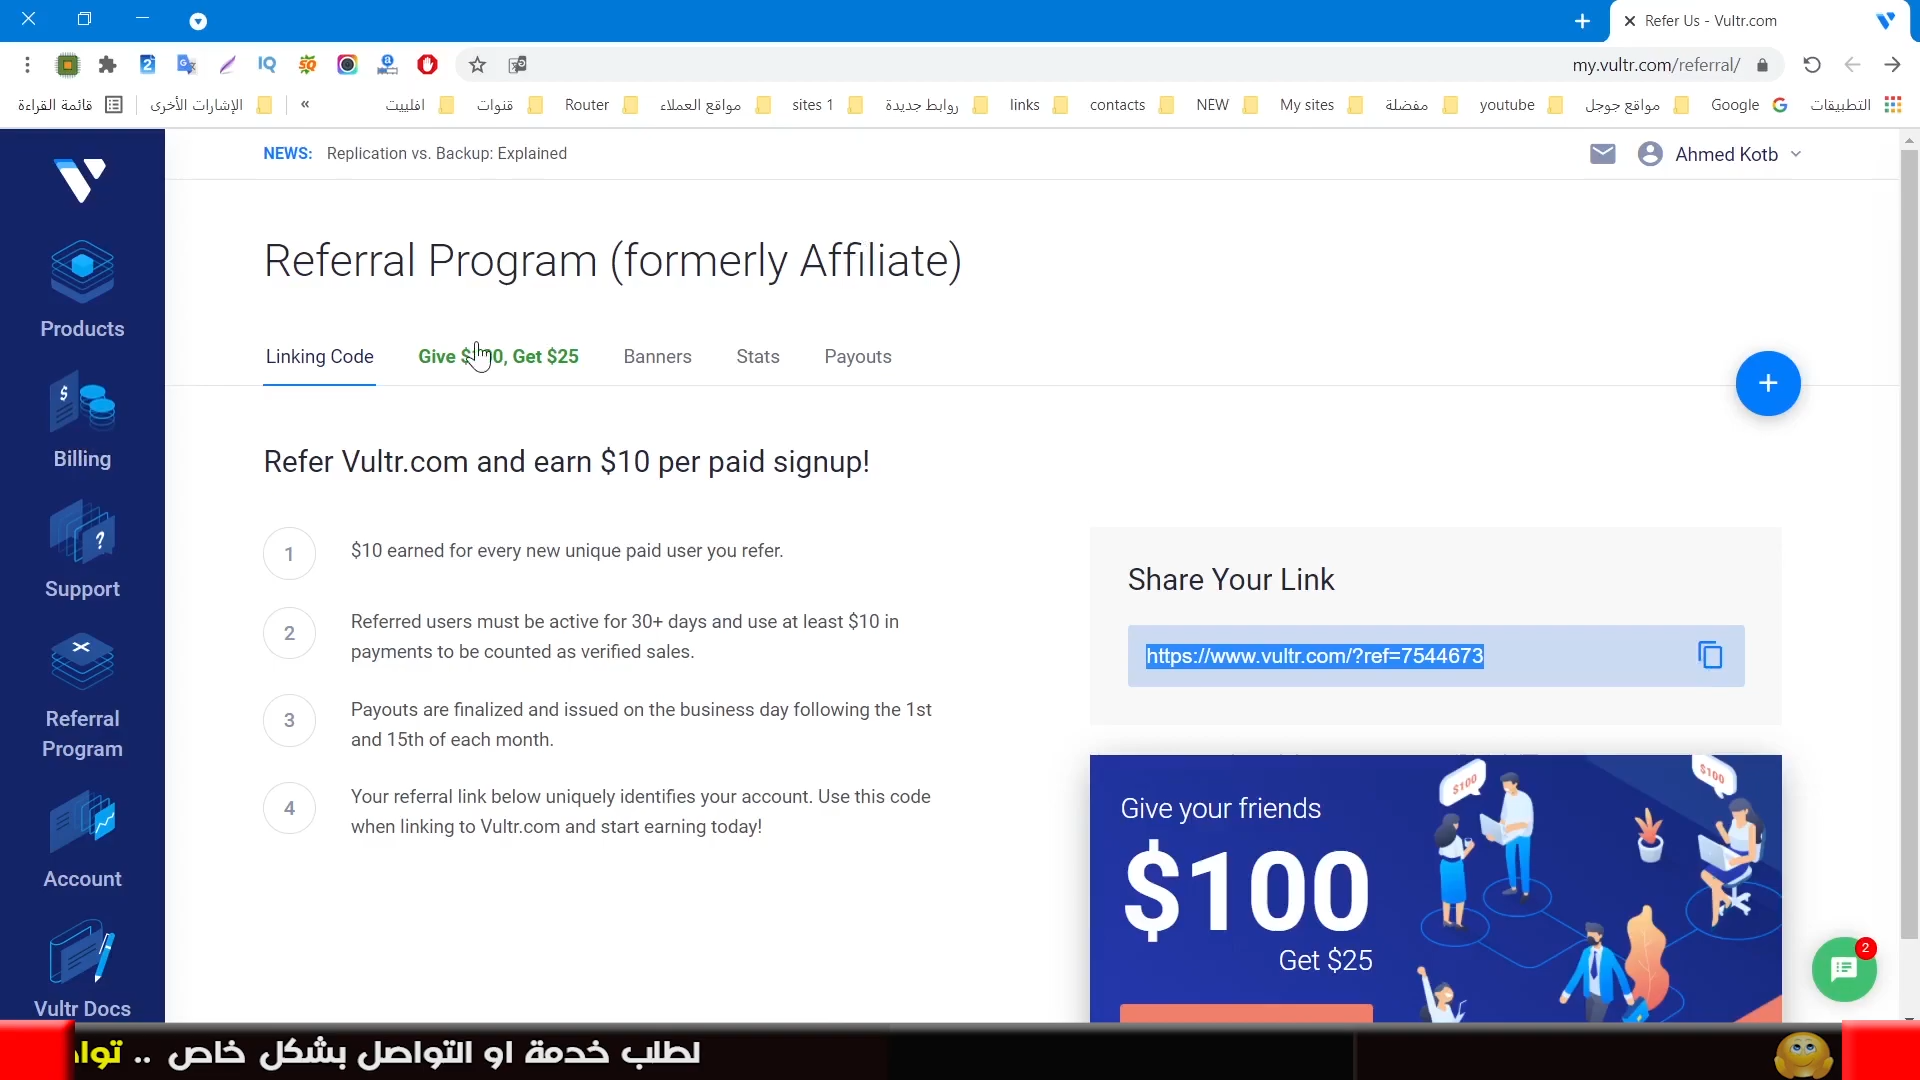 Refer Us - Vultr.com
my.vultr.com/referral/
قائمة القراءة
الإشارات الأخرى
«
افلييت
قنوات
Router
مواقع العملاء
sites 1
روابط جديدة
links
contacts
NEW
My sites
مفضلة
youtube
مواقع جوجل
Google
التطبيقات
NEWS: Replication vs. Backup: Explained
Ahmed Kotb
Products
Billing
Support
Referral
Program
Account
Vultr Docs
Referral Program (formerly Affiliate)
Linking Code
Give $100, Get $25
Banners
Stats
Payouts
+
Refer Vultr.com and earn $10 per paid signup!
1 $10 earned for every new unique paid user you refer.
2 Referred users must be active for 30+ days and use at least $10 in
payments to be counted as verified sales.
3 Payouts are finalized and issued on the business day following the 1st
and 15th of each month.
4 Your referral link below uniquely identifies your account. Use this code
when linking to Vultr.com and start earning today!
Share Your Link
https://www.vultr.com/?ref=7544673
Give your friends
$100
Get $25
$100
$100
2
لطلب خدمة او التواصل بشكل خاص ..